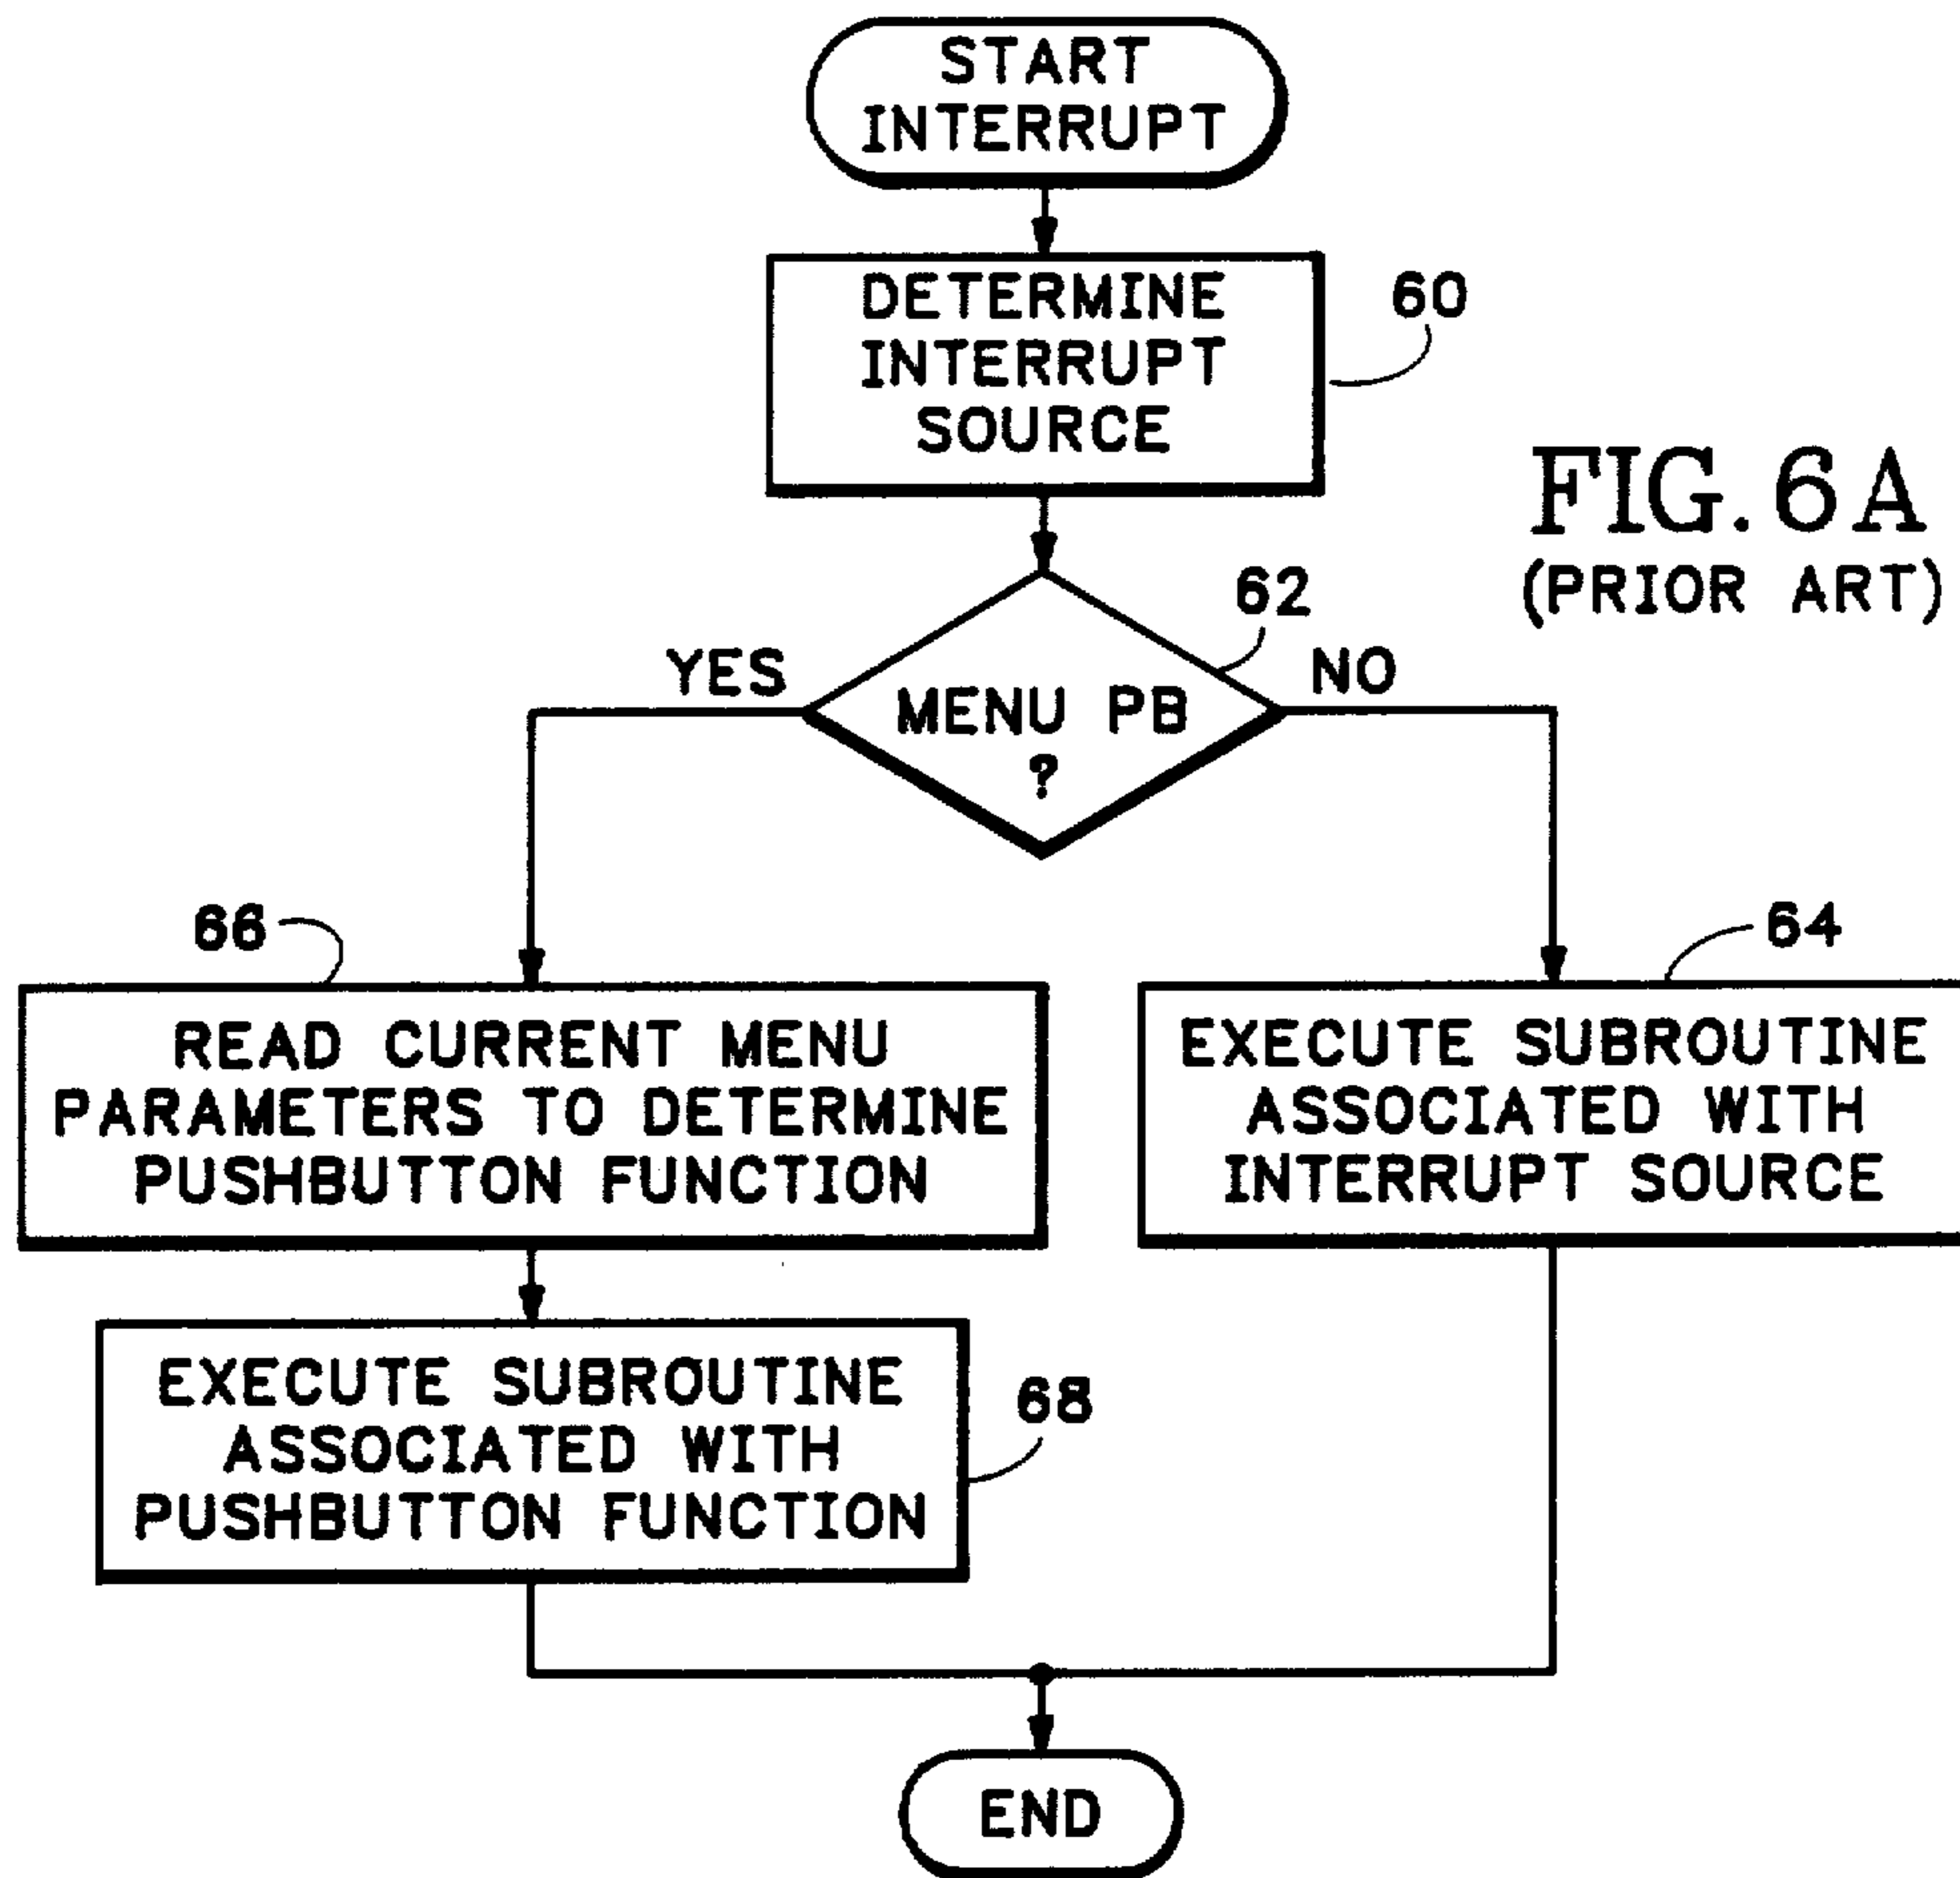 START
INTERRUPT
DETERMINE
INTERRUPT
SOURCE
60
FIG. 6A
(PRIOR ART)
62
YES
NO
MENU PB
?
66
64
READ CURRENT MENU
PARAMETERS TO DETERMINE
PUSHBUTTON FUNCTION
EXECUTE SUBROUTINE
ASSOCIATED WITH
INTERRUPT SOURCE
EXECUTE SUBROUTINE
ASSOCIATED WITH
PUSHBUTTON FUNCTION
68
END